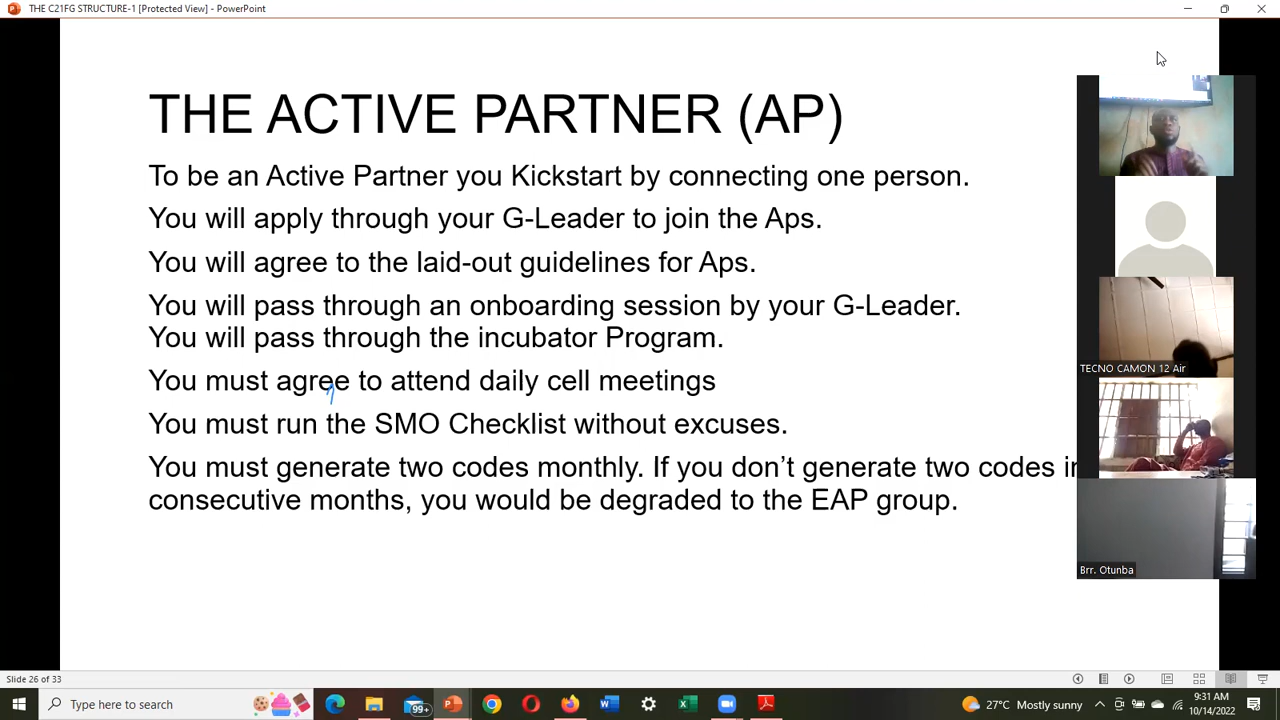 THE C21FG STRUCTURE-1 [Protected View] - PowerPoint
THE ACTIVE PARTNER (AP)
To be an Active Partner you Kickstart by connecting one person.
You will apply through your G-Leader to join the Aps.
You will agree to the laid-out guidelines for Aps.
You will pass through an onboarding session by your G-Leader.
You will pass through the incubator Program.
You must agree to attend daily cell meetings
You must run the SMO Checklist without excuses.
You must generate two codes monthly. If you don’t generate two codes in
consecutive months, you would be degraded to the EAP group.
TECNO CAMON 12 Air
Brr. Otunba
Slide 26 of 33
Type here to search
99+
27°C Mostly sunny
9:31 AM
10/14/2022